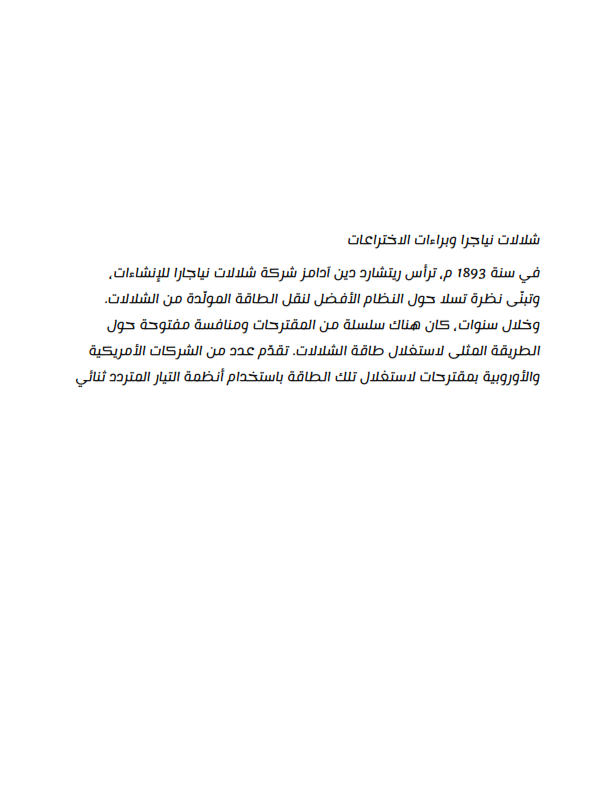 شلالات نياجرا وبراءات الاختراعات
في سنة 1893 م، ترأس ريتشارد دين آدامز شركة شلالات نياجارا للإنشاءات،
وتبنّى نظرة تسلا حول النظام الأفضل لنقل الطاقة المولّدة من الشلالات.
وخلال سنوات، كان هناك سلسلة من المقترحات ومنافسة مفتوحة حول
الطريقة المثلى لاستغلال طاقة الشلالات. تقدّم عدد من الشركات الأمريكية
والأوروبية بمقترحات لاستغلال تلك الطاقة باستخدام أنظمة التيار المتردد ثنائي